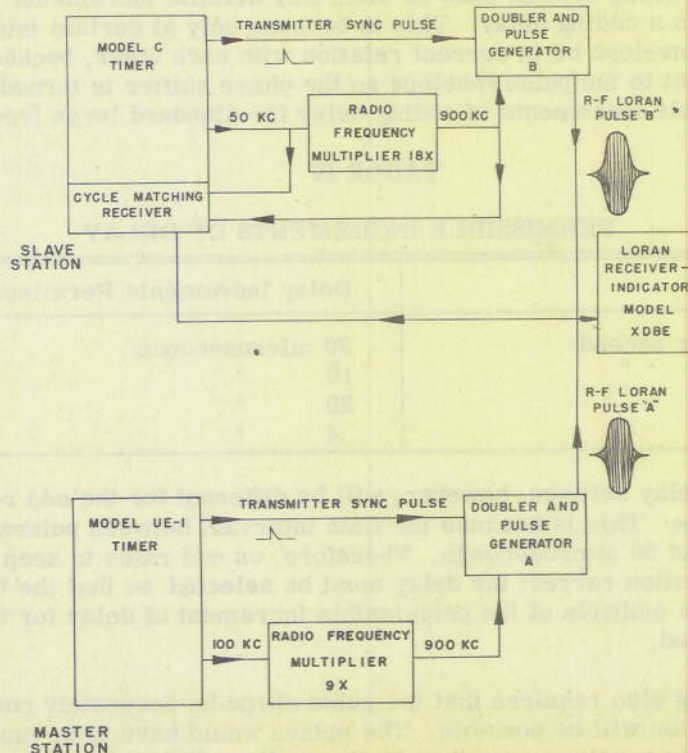 TRANSMITTER SYNC PULSE
MODEL C
TIMER
DOUBLER AND
PULSE
GENERATOR
B
50 KC
RADIO
FREQUENCY
MULTIPLIER 18X
900 KC
R-F LORAN
PULSE "B"
CYCLE MATCHING
RECEIVER
SLAVE
STATION
LORAN
RECEIVER-
INDICATOR
MODEL
XDBE
R-F LORAN
PULSE "A"
TRANSMITTER SYNC PULSE
MODEL UE-I
TIMER
DOUBLER AND
PULSE
GENERATOR
A
100 KC
RADIO FREQUENCY
MULTIPLIER
9X
900 KC
MASTER
STATION